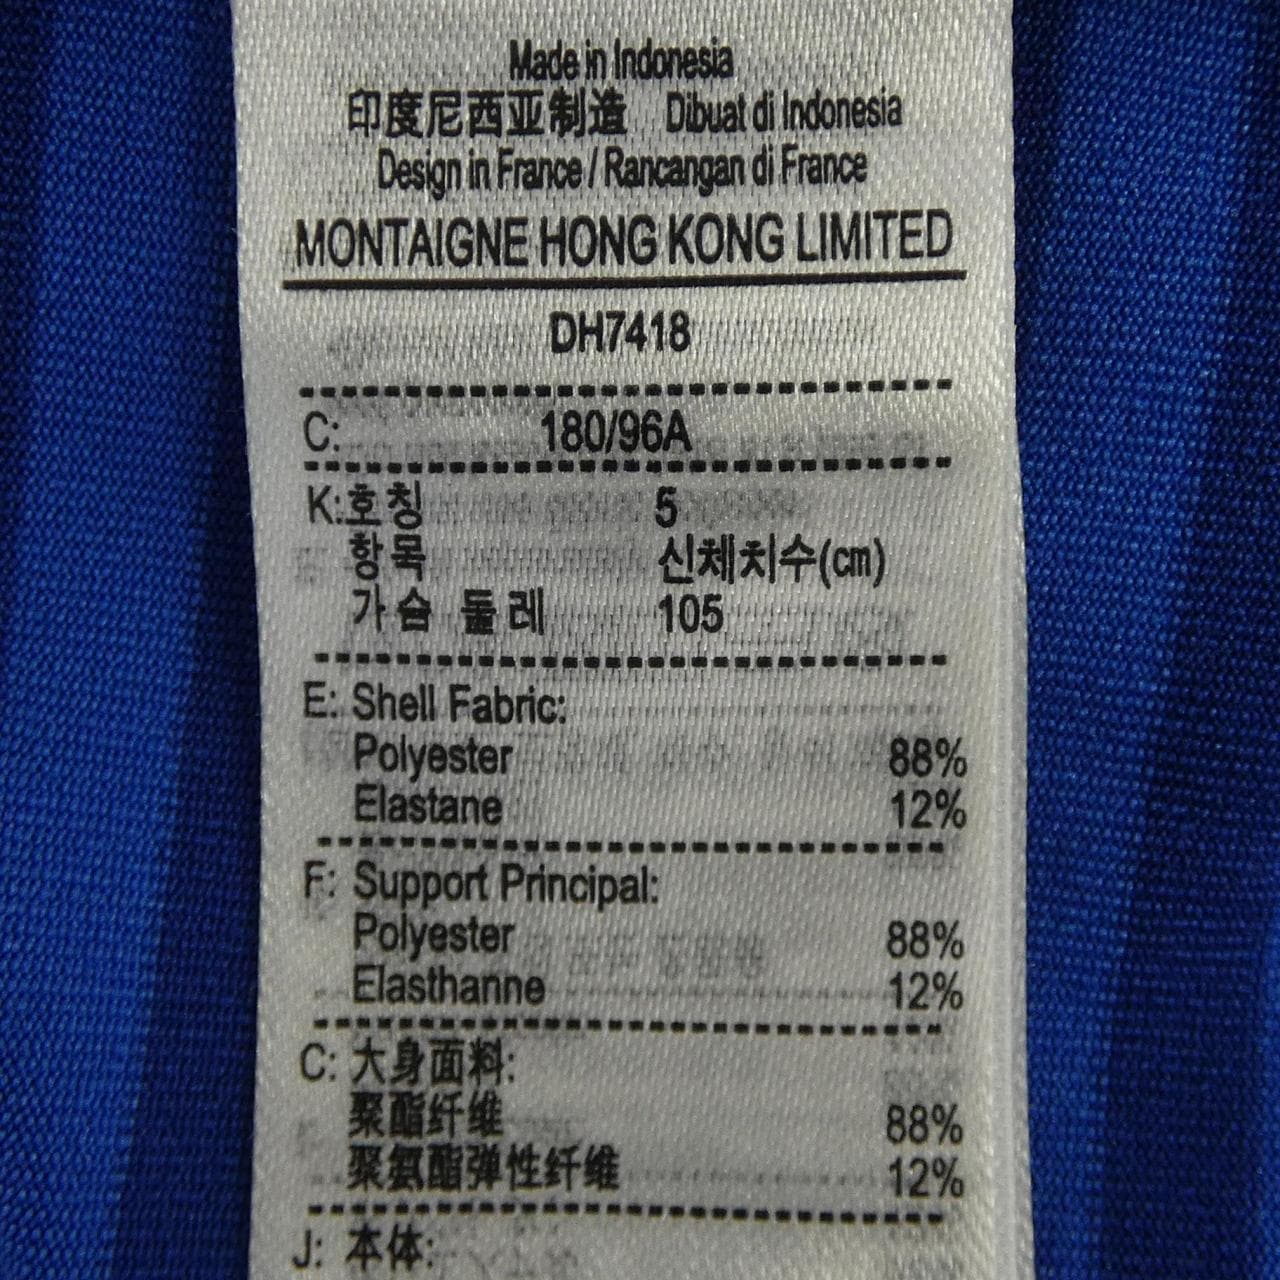 Made in Indonesia
印度尼西亚制造 Dibuat di Indonesia
Design in France / Rancangan di France
MONTAIGNE HONG KONG LIMITED
DH7418
C: 180/96A
K:호칭 5
항목 신체치수(cm)
가슴 둘레 105
E: Shell Fabric:
Polyester 88%
Elastane 12%
F: Support Principal:
Polyester 88%
Elasthanne 12%
C: 大身面料:
聚酯纤维 88%
聚氨酯弹性纤维 12%
J: 本体: